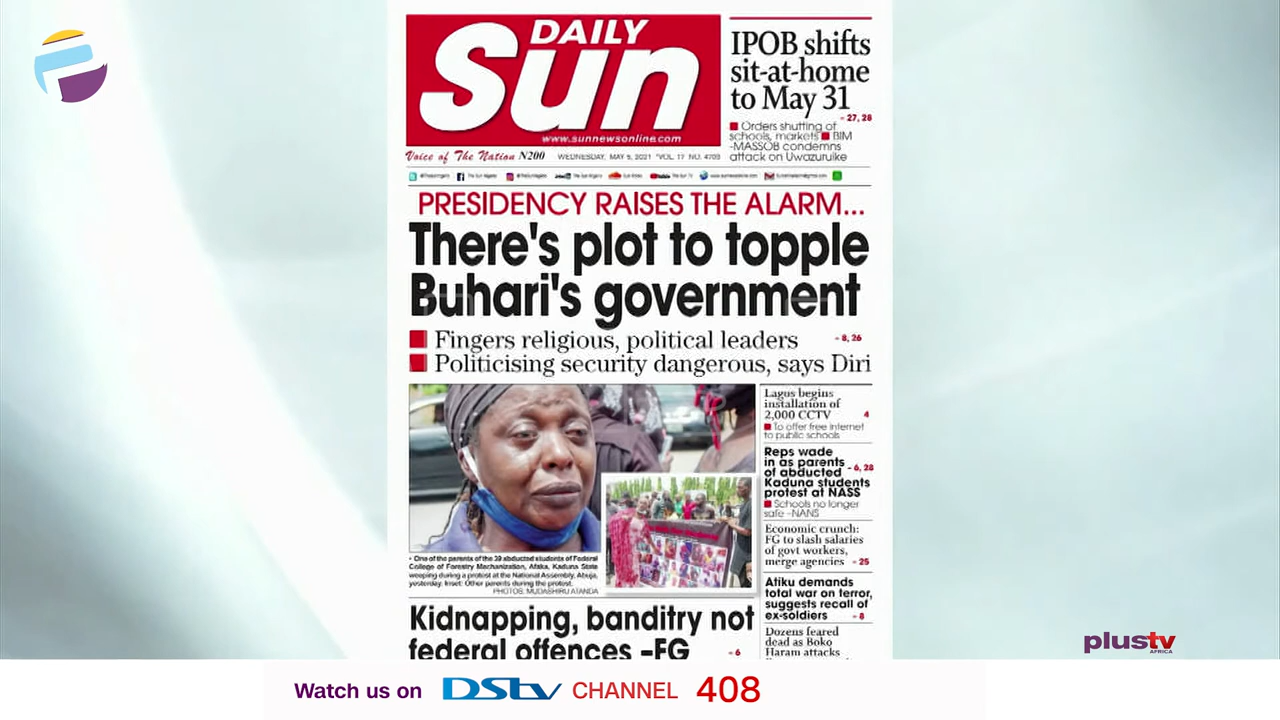 DAILY
Sun
www.sunnewsonline.com
Voice of The Nation N200 WEDNESDAY, MAY 5, 2021 VOL. 17 NO. 4703
IPOB shifts
sit-at-home
to May 31
- 27, 28
Orders shutting of
schools, markets BIM
-MASSOB condemns
attack on Uwazuruike
PRESIDENCY RAISES THE ALARM...
There's plot to topple
Buhari's government
Fingers religious, political leaders - 8, 26
Politicising security dangerous, says Diri
• One of the parents of the 39 abducted students of Federal
College of Forestry Mechanization, Afaka, Kaduna State
weeping during a protest at the National Assembly, Abuja,
yesterday. Inset: Other parents during the protest.
PHOTOS: MUDASHIRU ATANDA
Kidnapping, banditry not
federal offences -FG - 6
Lagos begins
installation of
2,000 CCTV 4
To offer free internet
to public schools
Reps wade
in as parents
of abducted - 6, 28
Kaduna students
protest at NASS
Schools no longer
safe -NANS
Economic crunch:
FG to slash salaries
of govt workers,
merge agencies - 25
Atiku demands
total war on terror,
suggests recall of
ex-soldiers - 8
Dozens feared
dead as Boko
Haram attacks
plustv
AFRICA
Watch us on DStv CHANNEL 408